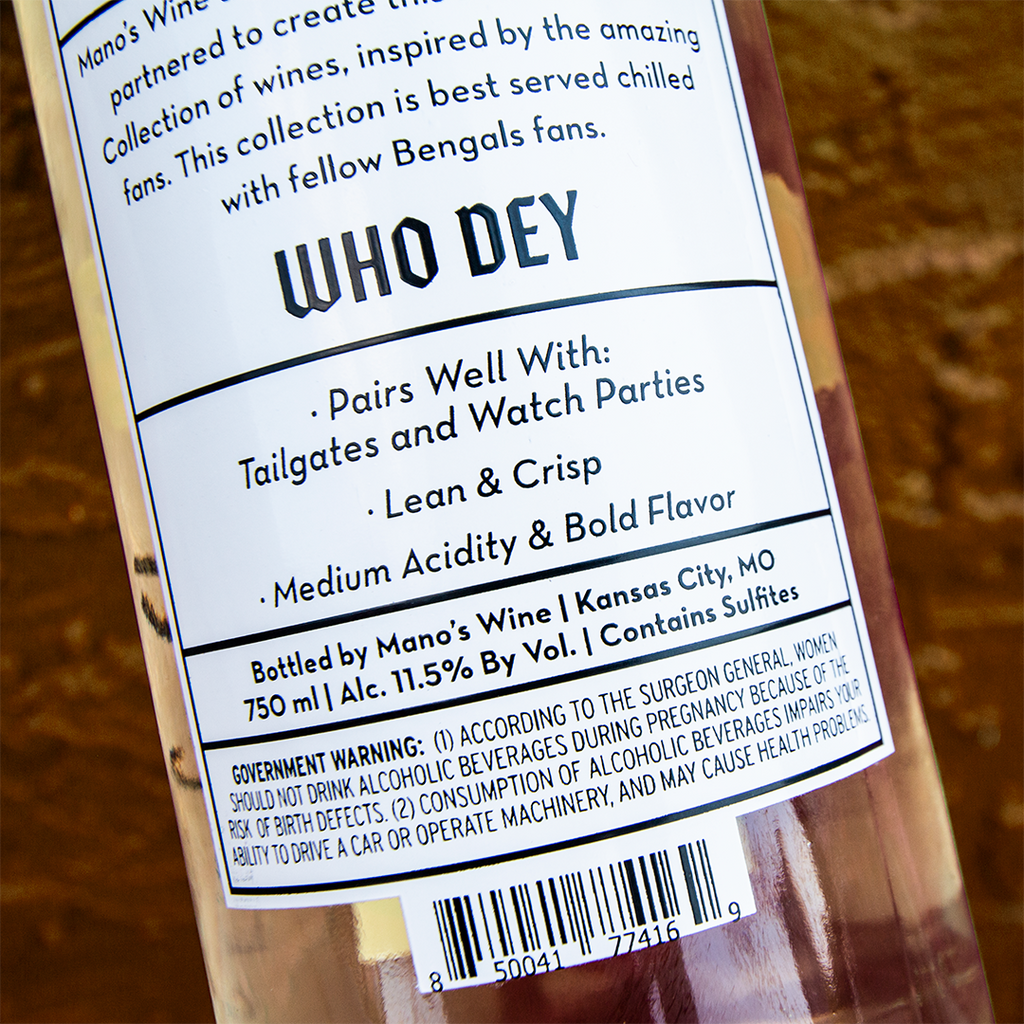 Mano's Wine
partnered to create this
Collection of wines, inspired by the amazing
fans. This collection is best served chilled
with fellow Bengals fans.
WHO DEY
· Pairs Well With:
Tailgates and Watch Parties
· Lean & Crisp
· Medium Acidity & Bold Flavor
Bottled by Mano's Wine | Kansas City, MO
750 ml | Alc. 11.5% By Vol. | Contains Sulfites
GOVERNMENT WARNING: (1) ACCORDING TO THE SURGEON GENERAL, WOMEN
SHOULD NOT DRINK ALCOHOLIC BEVERAGES DURING PREGNANCY BECAUSE OF THE
RISK OF BIRTH DEFECTS. (2) CONSUMPTION OF ALCOHOLIC BEVERAGES IMPAIRS YOUR
ABILITY TO DRIVE A CAR OR OPERATE MACHINERY, AND MAY CAUSE HEALTH PROBLEMS.
8 50041 77416 9